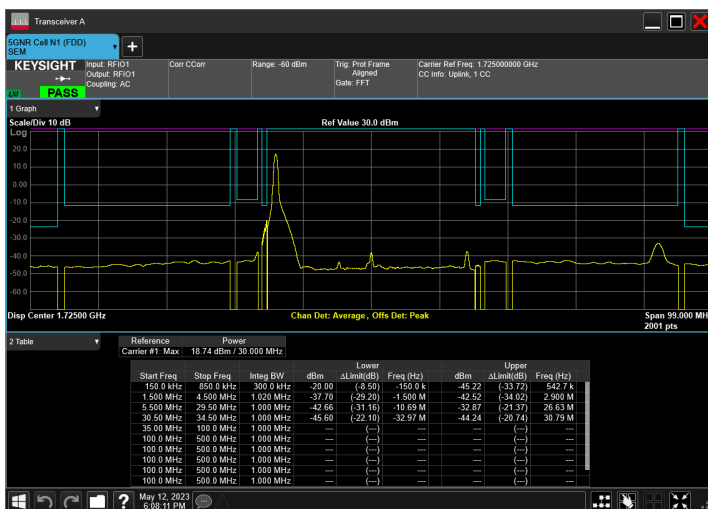 Transceiver A
5GNR Cell N1 (FDD)
SEM
KEYSIGHT
LXI
PASS
Input: RFIO1
Output: RFIO1
Coupling: AC
Corr CCorr
Range: -60 dBm
Trig: Prot Frame
Aligned
Gate: FFT
Carrier Ref Freq: 1.725000000 GHz
CC Info: Uplink, 1 CC
1 Graph
Scale/Div 10 dB
Ref Value 30.0 dBm
Log
20.0
10.0
0.00
-10.0
-20.0
-30.0
-40.0
-50.0
-60.0
Disp Center 1.72500 GHz
Chan Det: Average, Offs Det: Peak
Span 99.000 MH
2001 pts
2 Table
Reference Power
Carrier #1: Max 18.74 dBm / 30.000 MHz
Lower Upper
Start Freq Stop Freq Integ BW dBm ΔLimit(dB) Freq (Hz) dBm ΔLimit(dB) Freq (Hz)
150.0 kHz 850.0 kHz 300.0 kHz -20.00 (-8.50) -150.0 k -45.22 (-33.72) 542.7 k
1.500 MHz 4.500 MHz 1.020 MHz -37.70 (-29.20) -1.500 M -42.52 (-34.02) 2.900 M
5.500 MHz 29.50 MHz 1.000 MHz -42.66 (-31.16) -10.69 M -32.87 (-21.37) 26.63 M
30.50 MHz 34.50 MHz 1.000 MHz -45.60 (-22.10) -32.97 M -44.24 (-20.74) 30.79 M
35.00 MHz 100.0 MHz 1.000 MHz --- (---) --- --- (---) ---
100.0 MHz 500.0 MHz 1.000 MHz --- (---) --- --- (---) ---
100.0 MHz 500.0 MHz 1.000 MHz --- (---) --- --- (---) ---
100.0 MHz 500.0 MHz 1.000 MHz --- (---) --- --- (---) ---
100.0 MHz 500.0 MHz 1.000 MHz --- (---) --- --- (---) ---
100.0 MHz 500.0 MHz 1.000 MHz --- (---) --- --- (---) ---
May 12, 2023
6:08:11 PM